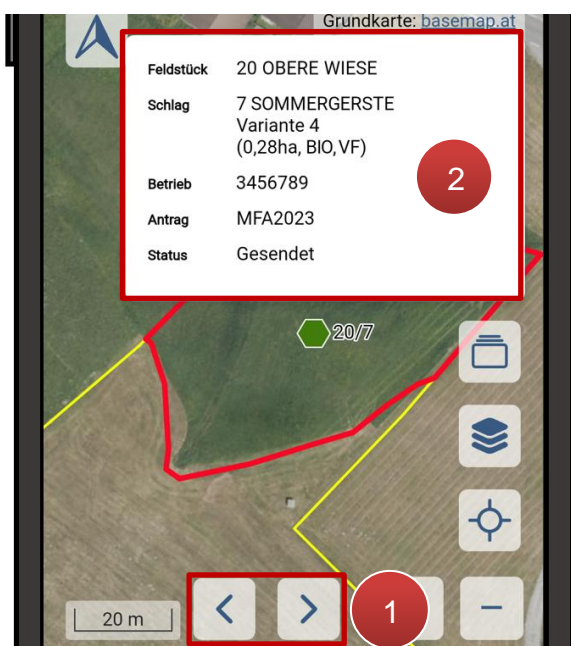 Grundkarte: basemap.at
Feldstück 20 OBERE WIESE
Schlag 7 SOMMERGERSTE
Variante 4
(0,28ha, BIO, VF)
Betrieb 3456789
Antrag MFA2023
Status Gesendet
2
20/7
20 m
1